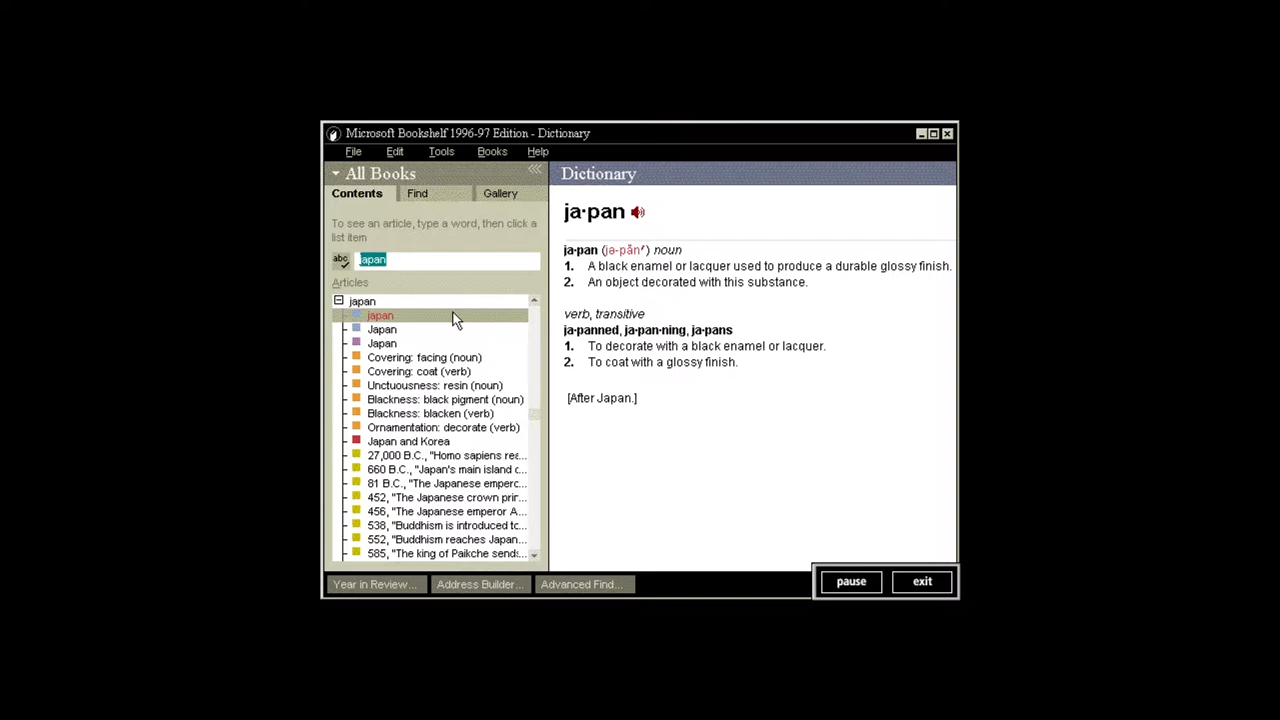 Microsoft Bookshelf 1996-97 Edition - Dictionary
File Edit Tools Books Help
All Books
Contents Find Gallery
To see an article, type a word, then click a
list item
abc japan
Articles
japan
japan
Japan
Japan
Covering: facing (noun)
Covering: coat (verb)
Unctuousness: resin (noun)
Blackness: black pigment (noun)
Blackness: blacken (verb)
Ornamentation: decorate (verb)
Japan and Korea
27,000 B.C., "Homo sapiens rea...
660 B.C., "Japan's main island c...
81 B.C., "The Japanese emperc...
452, "The Japanese crown prir...
456, "The Japanese emperor A...
538, "Buddhism is introduced tc...
552, "Buddhism reaches Japan...
585, "The king of Paikche send:...
Year in Review... Address Builder... Advanced Find...
Dictionary
ja·pan
ja·pan (jə-păn′) noun
1. A black enamel or lacquer used to produce a durable glossy finish.
2. An object decorated with this substance.
verb, transitive
ja·panned, ja·pan·ning, ja·pans
1. To decorate with a black enamel or lacquer.
2. To coat with a glossy finish.
[After Japan.]
pause exit